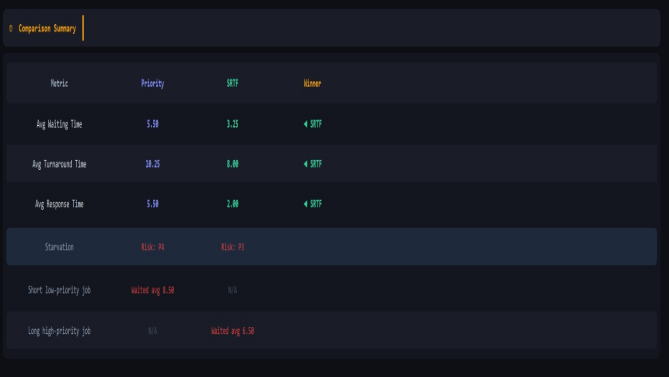 Comparison Summary
Metric Priority SRTF Winner
Avg Waiting Time 5.50 3.25 ◄ SRTF
Avg Turnaround Time 10.25 8.00 ◄ SRTF
Avg Response Time 5.50 2.00 ◄ SRTF
Starvation Risk: P4 Risk: P3
Short low-priority job Waited avg 8.50 N/A
Long high-priority job N/A Waited avg 6.50